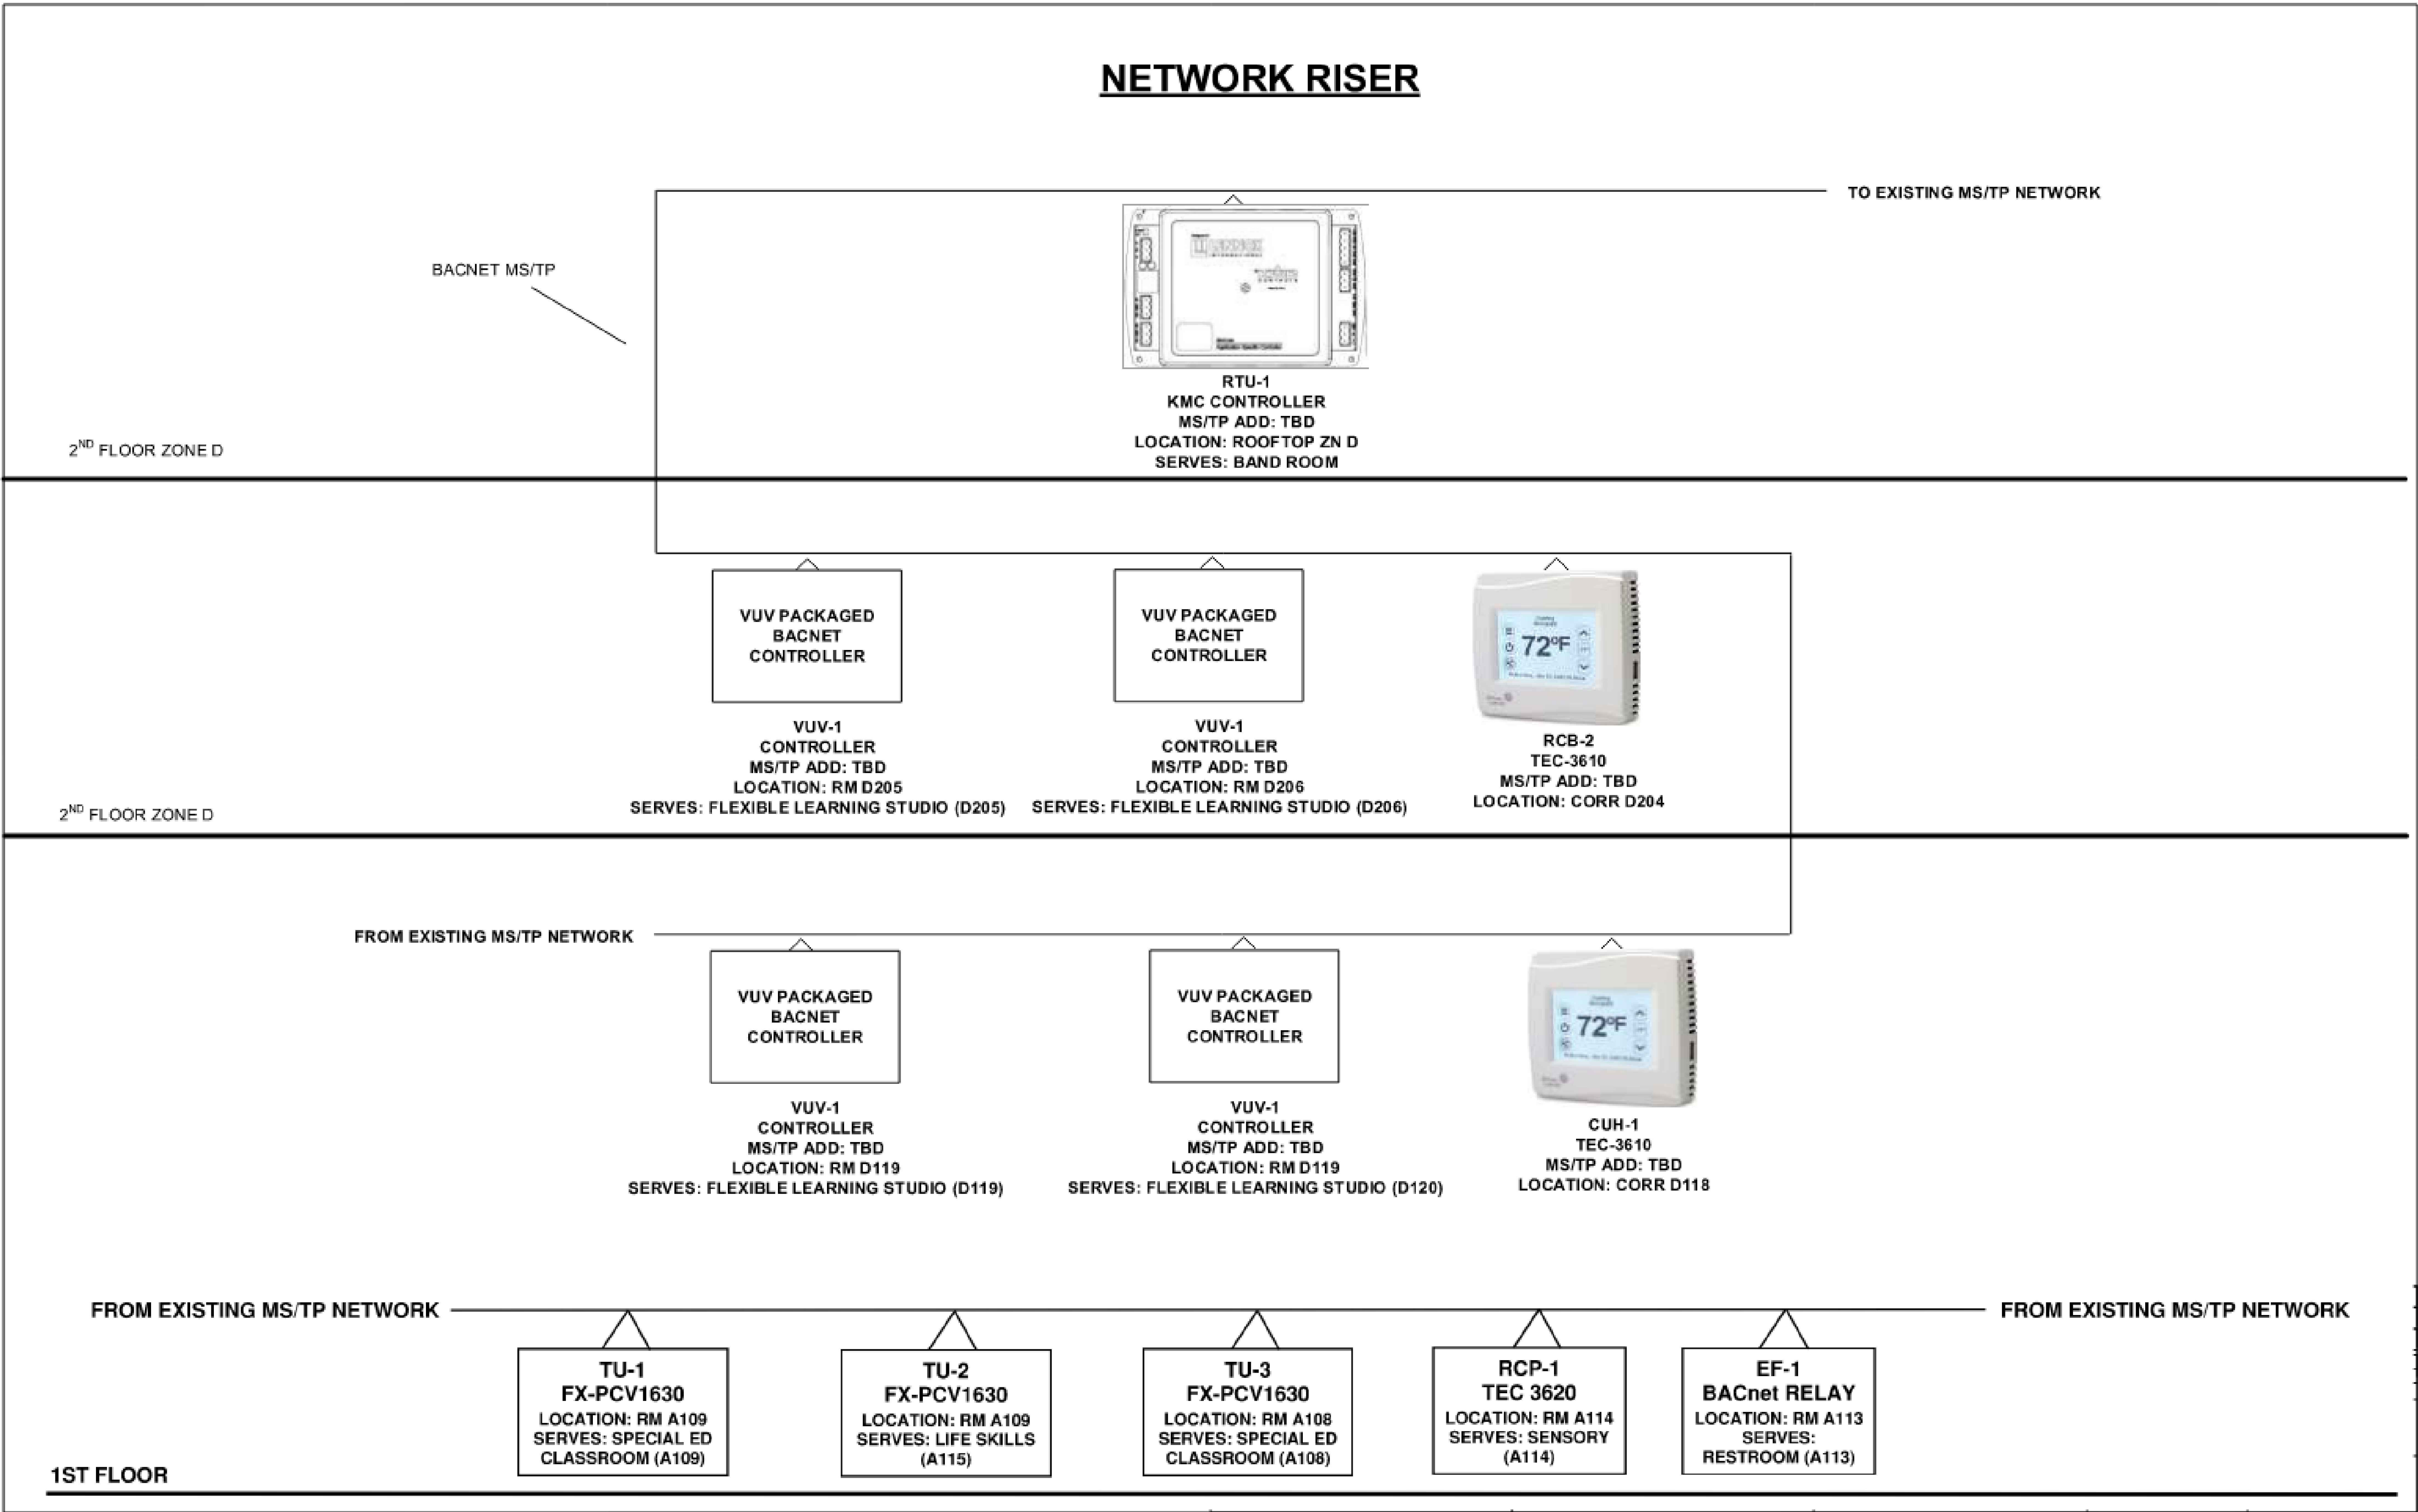 NETWORK RISER
TO EXISTING MS/TP NETWORK
BACNET MS/TP
RTU-1
KMC CONTROLLER
MS/TP ADD: TBD
LOCATION: ROOFTOP ZN D
SERVES: BAND ROOM
2ND FLOOR ZONE D
VUV PACKAGED
BACNET
CONTROLLER
VUV-1
CONTROLLER
MS/TP ADD: TBD
LOCATION: RM D205
SERVES: FLEXIBLE LEARNING STUDIO (D205)
VUV PACKAGED
BACNET
CONTROLLER
VUV-1
CONTROLLER
MS/TP ADD: TBD
LOCATION: RM D206
SERVES: FLEXIBLE LEARNING STUDIO (D206)
72ºF
RCB-2
TEC-3610
MS/TP ADD: TBD
LOCATION: CORR D204
2ND FLOOR ZONE D
FROM EXISTING MS/TP NETWORK
VUV PACKAGED
BACNET
CONTROLLER
VUV-1
CONTROLLER
MS/TP ADD: TBD
LOCATION: RM D119
SERVES: FLEXIBLE LEARNING STUDIO (D119)
VUV PACKAGED
BACNET
CONTROLLER
VUV-1
CONTROLLER
MS/TP ADD: TBD
LOCATION: RM D119
SERVES: FLEXIBLE LEARNING STUDIO (D120)
72ºF
CUH-1
TEC-3610
MS/TP ADD: TBD
LOCATION: CORR D118
FROM EXISTING MS/TP NETWORK
FROM EXISTING MS/TP NETWORK
TU-1
FX-PCV1630
LOCATION: RM A109
SERVES: SPECIAL ED
CLASSROOM (A109)
TU-2
FX-PCV1630
LOCATION: RM A109
SERVES: LIFE SKILLS
(A115)
TU-3
FX-PCV1630
LOCATION: RM A108
SERVES: SPECIAL ED
CLASSROOM (A108)
RCP-1
TEC 3620
LOCATION: RM A114
SERVES: SENSORY
(A114)
EF-1
BACnet RELAY
LOCATION: RM A113
SERVES:
RESTROOM (A113)
1ST FLOOR